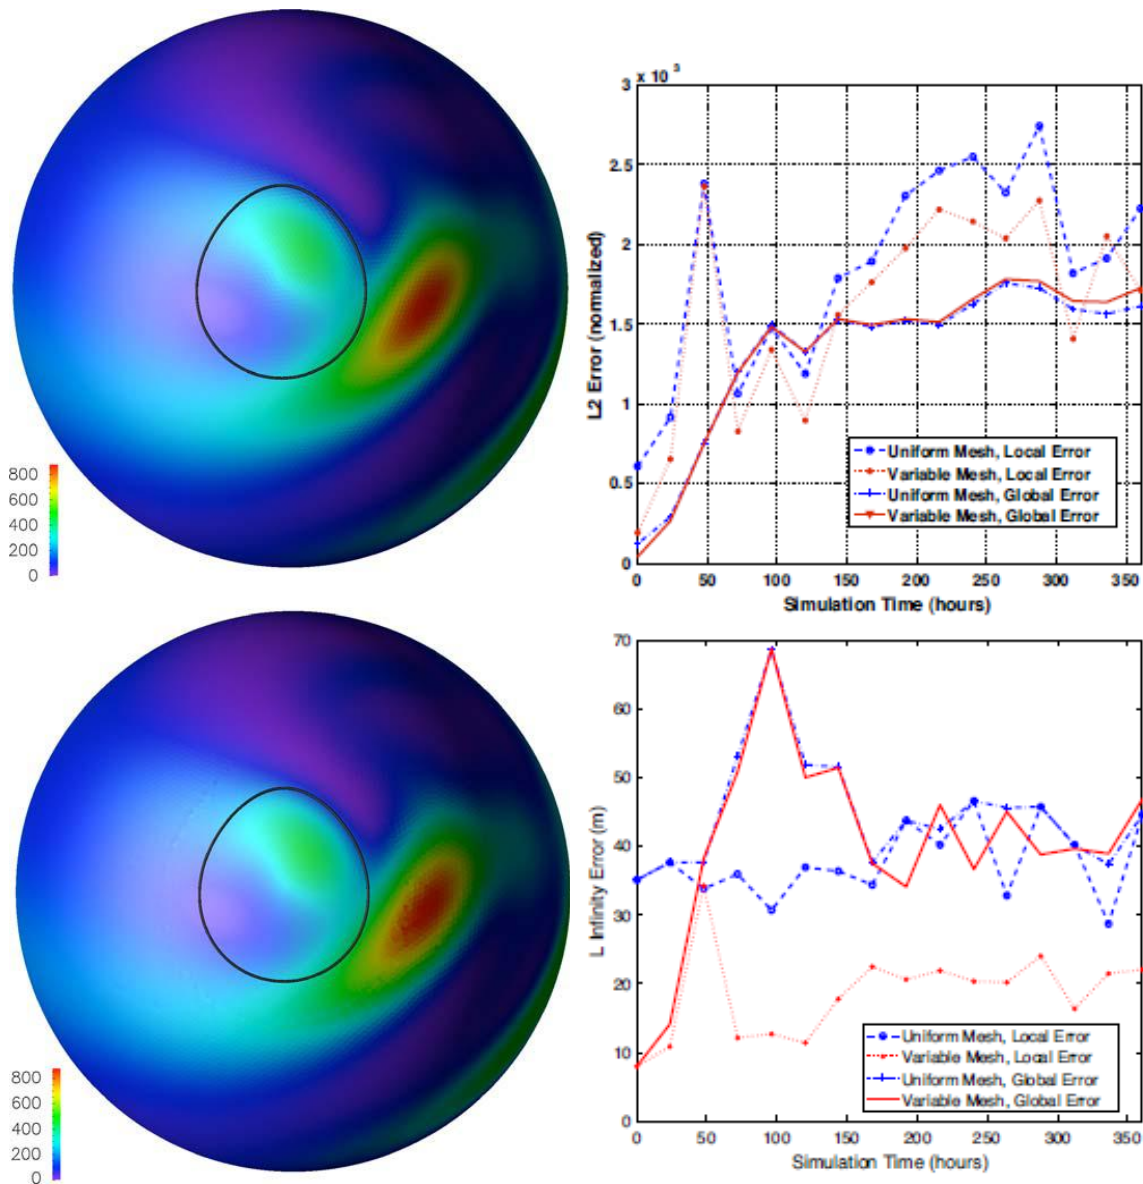 800
600
400
200
0
3 x 10 3
2.5
2
1.5
1
0.5
0
L2 Error (normalized)
Uniform Mesh, Local Error
Variable Mesh, Local Error
Uniform Mesh, Global Error
Variable Mesh, Global Error
0 50 100 150 200 250 300 350
Simulation Time (hours)
800
600
400
200
0
70
60
50
40
30
20
10
0
L Infinity Error (m)
Uniform Mesh, Local Error
Variable Mesh, Local Error
Uniform Mesh, Global Error
Variable Mesh, Global Error
0 50 100 150 200 250 300 350
Simulation Time (hours)